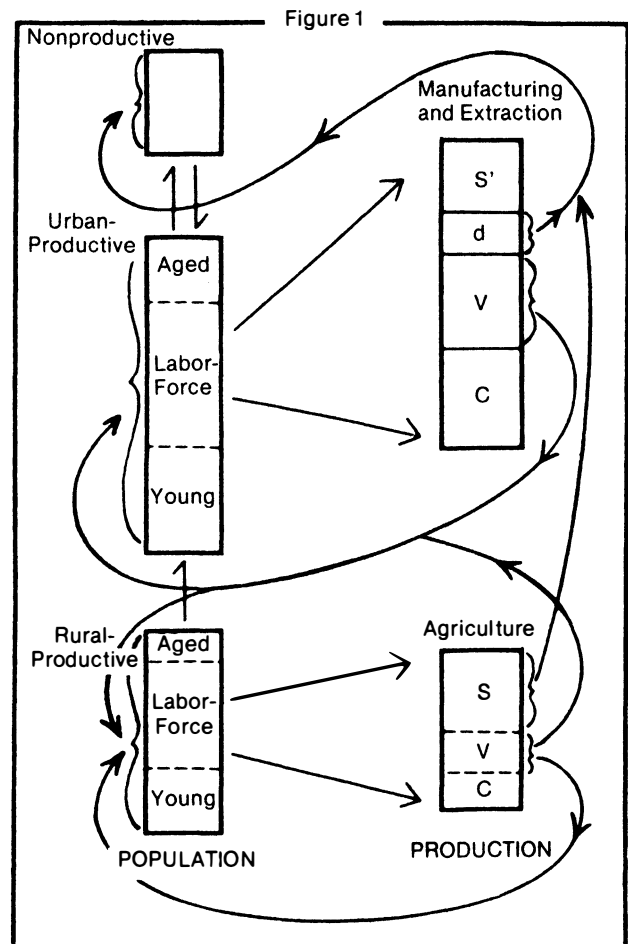 Figure 1
Nonproductive
Manufacturing
and Extraction
S'
d
V
C
Urban-
Productive
Aged
Labor-
Force
Young
Rural-
Productive
Aged
Labor-
Force
Young
POPULATION
Agriculture
S
V
C
PRODUCTION